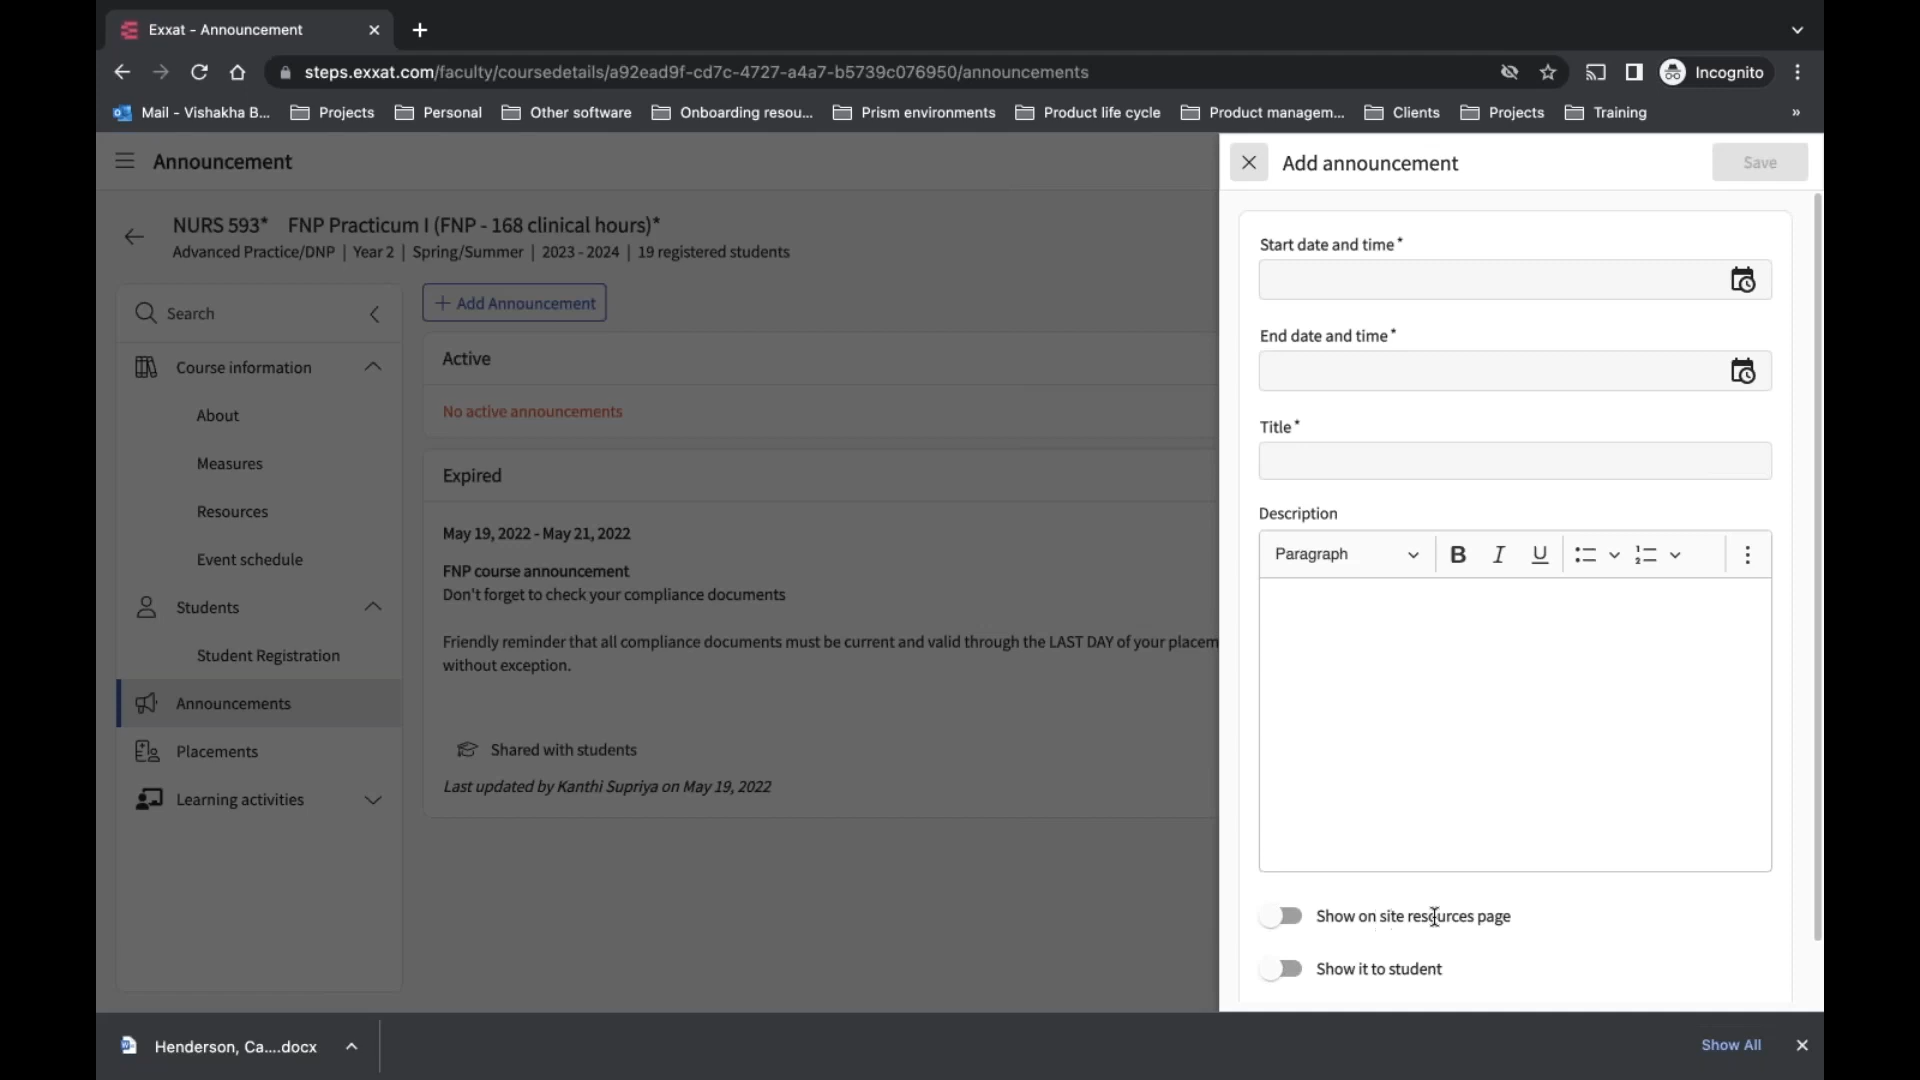 Exxat - Announcement
steps.exxat.com/faculty/coursedetails/a92ead9f-cd7c-4727-a4a7-b5739c076950/announcements
Incognito
Mail - Vishakha B...
Projects
Personal
Other software
Onboarding resou...
Prism environments
Product life cycle
Product managem...
Clients
Projects
Training
»
Announcement
NURS 593* FNP Practicum I (FNP - 168 clinical hours)*
Advanced Practice/DNP | Year 2 | Spring/Summer | 2023 - 2024 | 19 registered students
Search
Course information
About
Measures
Resources
Event schedule
Students
Student Registration
Announcements
Placements
Learning activities
+ Add Announcement
Active
No active announcements
Expired
May 19, 2022 - May 21, 2022
FNP course announcement
Don't forget to check your compliance documents
Friendly reminder that all compliance documents must be current and valid through the LAST DAY of your placem
without exception.
Shared with students
Last updated by Kanthi Supriya on May 19, 2022
Add announcement
Save
Start date and time*
End date and time*
Title*
Description
Paragraph
B I U
Show on site resources page
Show it to student
Henderson, Ca....docx
Show All